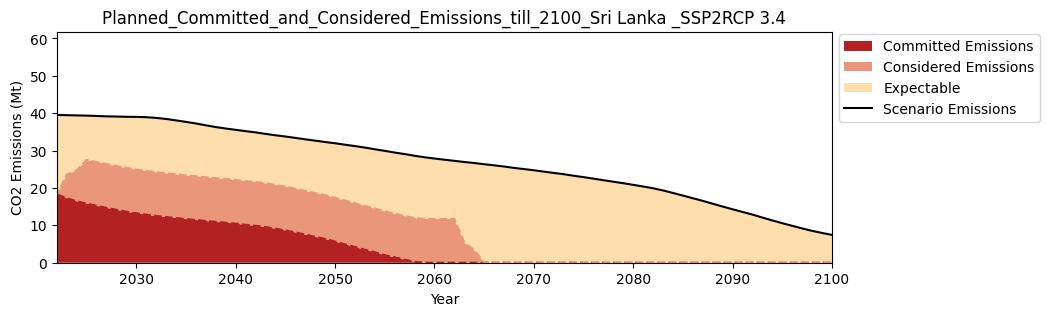 Planned_Committed_and_Considered_Emissions_till_2100_Sri Lanka _SSP2RCP 3.4
60
50
40
30
20
10
0
CO2 Emissions (Mt)
2030
2040
2050
2060
2070
2080
2090
2100
Year
Committed Emissions
Considered Emissions
Expectable
Scenario Emissions